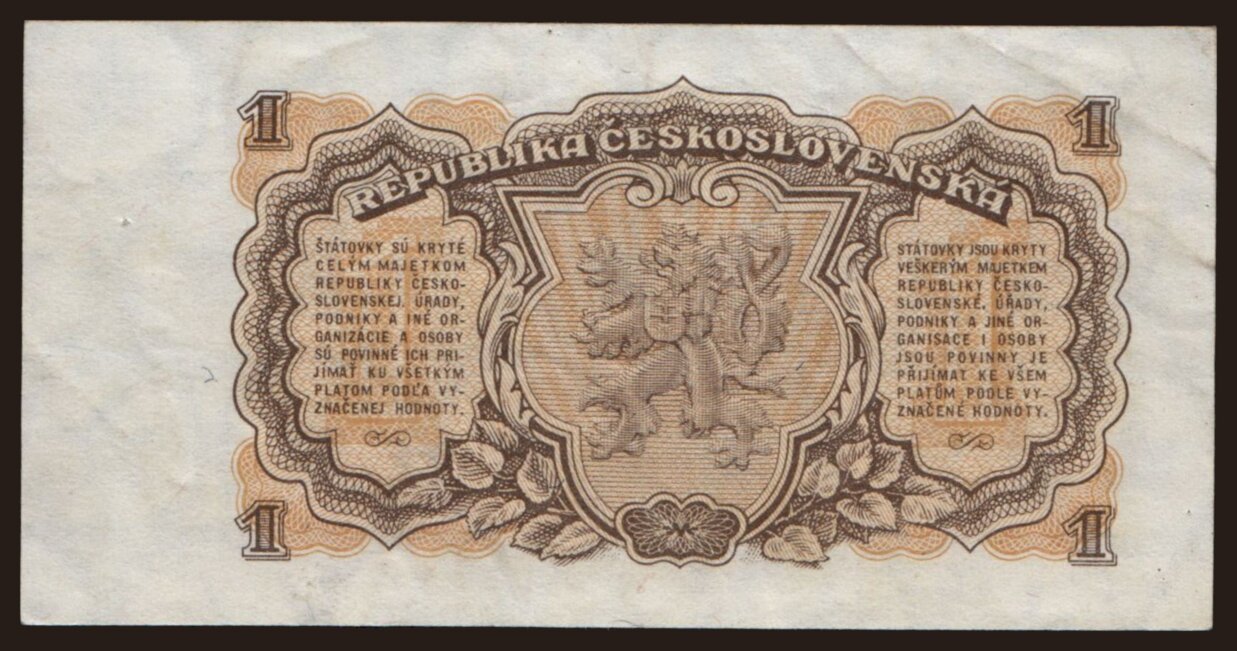 1
1
REPUBLIKA ČESKOSLOVENSKÁ
ŠTÁTOVKY SÚ KRYTÉ
CELÝM MAJETKOM
REPUBLIKY ČESKO-
SLOVENSKEJ. ÚRADY,
PODNIKY A INÉ OR-
GANIZÁCIE A OSOBY
SÚ POVINNÉ ICH PRI-
JÍMAŤ KU VŠETKÝM
PLATOM PODĽA VY-
ZNAČENEJ HODNOTY.
STÁTOVKY JSOU KRYTY
VEŠKERÝM MAJETKEM
REPUBLIKY ČESKO-
SLOVENSKÉ. ÚŘADY,
PODNIKY A JINÉ OR-
GANISACE I OSOBY
JSOU POVINNY JE
PŘIJÍMAT KE VŠEM
PLATŮM PODLE VY-
ZNAČENÉ HODNOTY.
1
1